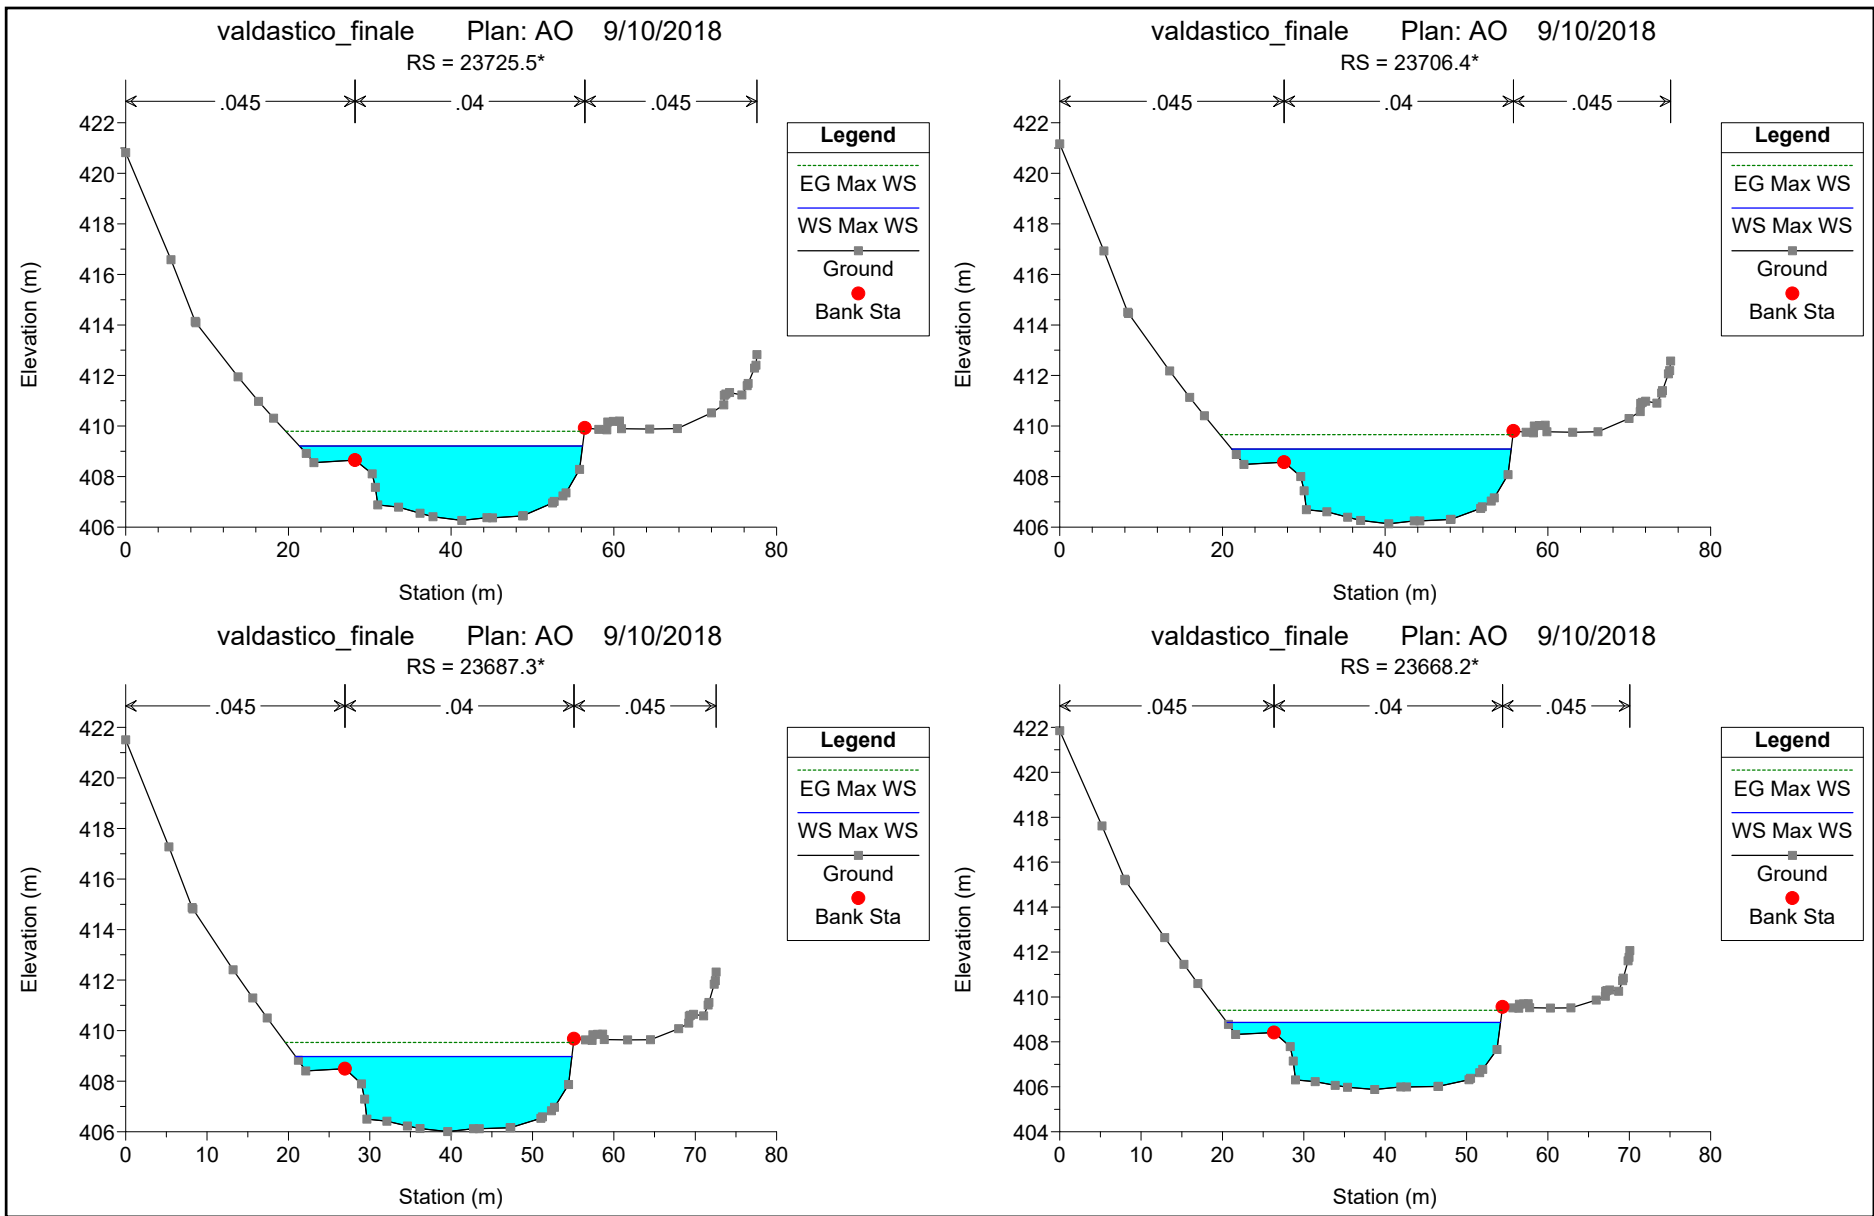 valdastico_finale Plan: AO 9/10/2018
RS = 23725.5*
.045 .04 .045
422
420
418
416
414
412
410
408
406
0 20 40 60 80
Station (m)
Elevation (m)
Legend
EG Max WS
WS Max WS
Ground
Bank Sta
valdastico_finale Plan: AO 9/10/2018
RS = 23706.4*
.045 .04 .045
422
420
418
416
414
412
410
408
406
0 20 40 60 80
Station (m)
Elevation (m)
Legend
EG Max WS
WS Max WS
Ground
Bank Sta
valdastico_finale Plan: AO 9/10/2018
RS = 23687.3*
.045 .04 .045
422
420
418
416
414
412
410
408
406
0 10 20 30 40 50 60 70 80
Station (m)
Elevation (m)
Legend
EG Max WS
WS Max WS
Ground
Bank Sta
valdastico_finale Plan: AO 9/10/2018
RS = 23668.2*
.045 .04 .045
422
420
418
416
414
412
410
408
406
404
0 10 20 30 40 50 60 70 80
Station (m)
Elevation (m)
Legend
EG Max WS
WS Max WS
Ground
Bank Sta